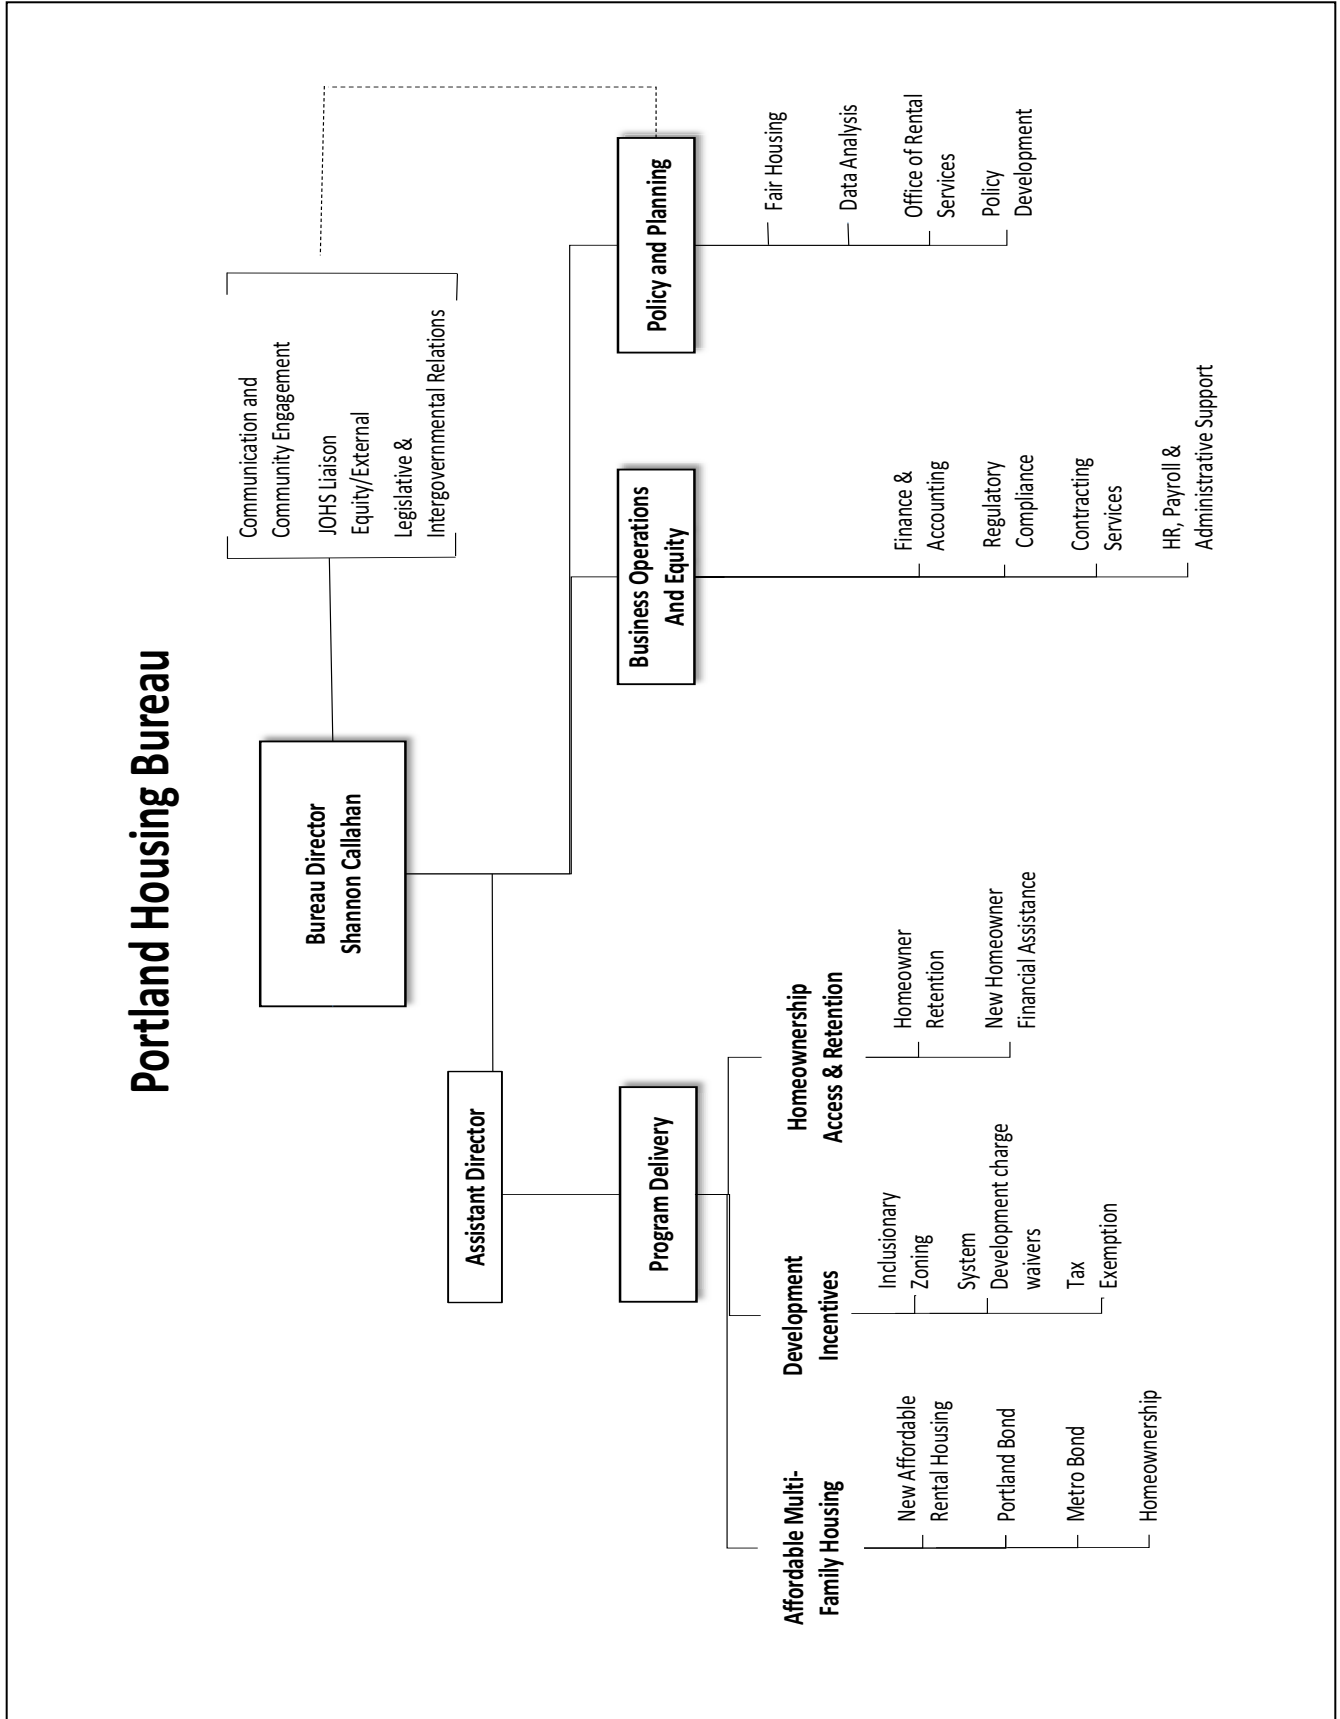 Portland Housing Bureau
Bureau Director
Shannon Callahan
Communication and
Community Engagement
JOHS Liaison
Equity/External
Legislative &
Intergovernmental Relations
Assistant Director
Program Delivery
Business Operations
And Equity
Policy and Planning
Affordable Multi-
Family Housing
New Affordable
Rental Housing
Portland Bond
Metro Bond
Homeownership
Development
Incentives
Inclusionary
Zoning
System
Development charge
waivers
Tax
Exemption
Homeownership
Access & Retention
Homeowner
Retention
New Homeowner
Financial Assistance
Finance &
Accounting
Regulatory
Compliance
Contracting
Services
HR, Payroll &
Administrative Support
Fair Housing
Data Analysis
Office of Rental
Services
Policy
Development